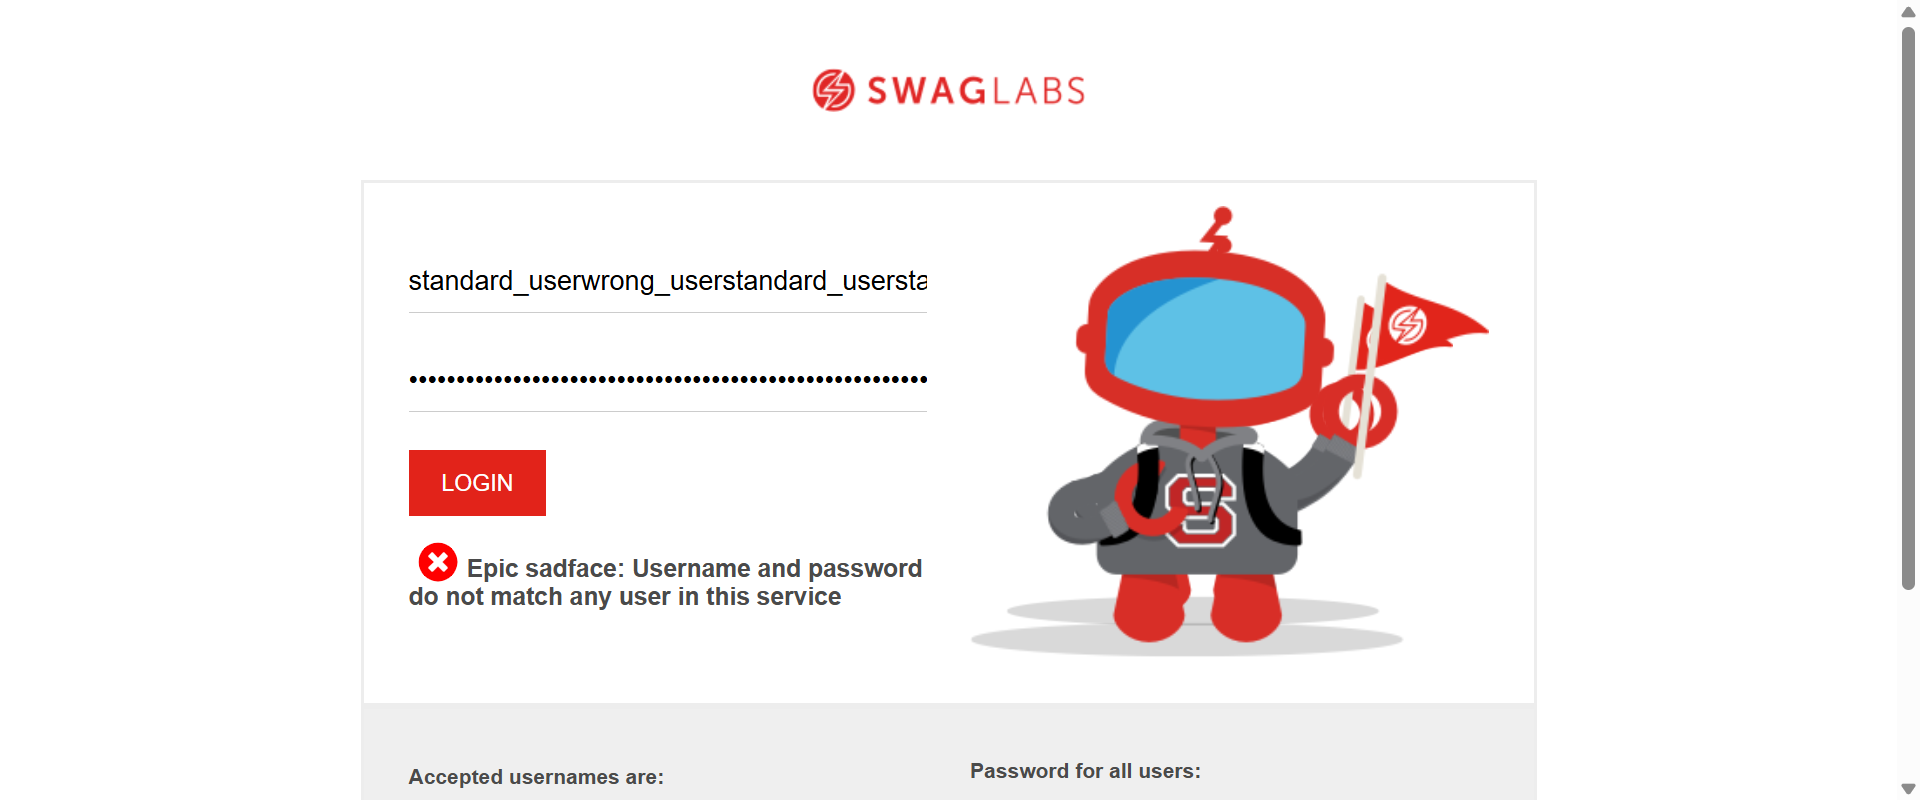 SWAGLABS
standard_userwrong_userstandard_usersta
LOGIN
Epic sadface: Username and password
do not match any user in this service
S
Accepted usernames are:
Password for all users: